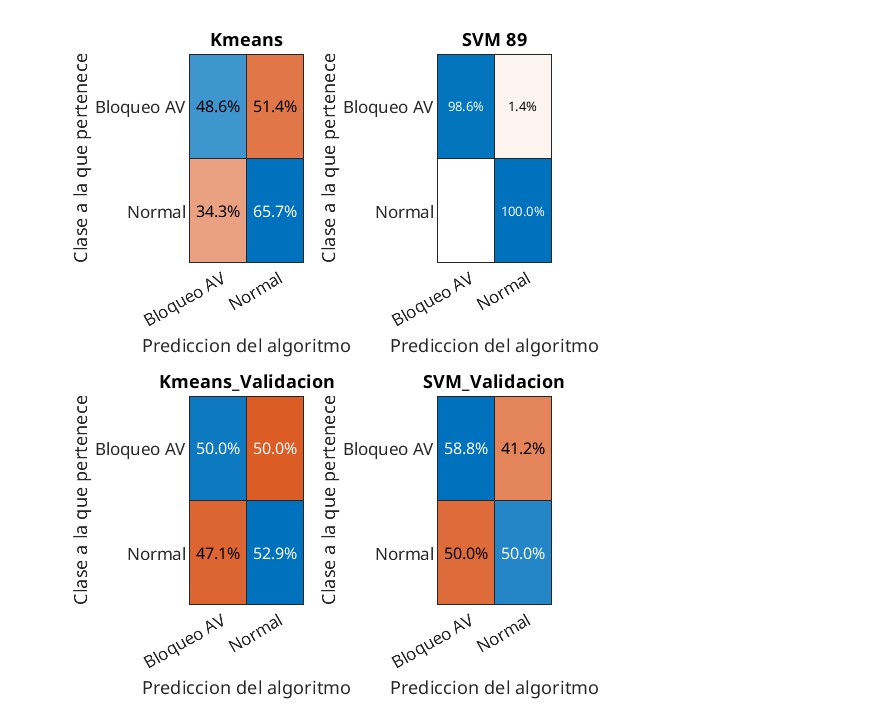 Kmeans
Clase a la que pertenece
Bloqueo AV
48.6%
51.4%
Normal
34.3%
65.7%
Bloqueo AV
Normal
Prediccion del algoritmo
SVM 89
Clase a la que pertenece
Bloqueo AV
98.6%
1.4%
Normal
100.0%
Bloqueo AV
Normal
Prediccion del algoritmo
Kmeans_Validacion
Clase a la que pertenece
Bloqueo AV
50.0%
50.0%
Normal
47.1%
52.9%
Bloqueo AV
Normal
Prediccion del algoritmo
SVM_Validacion
Clase a la que pertenece
Bloqueo AV
58.8%
41.2%
Normal
50.0%
50.0%
Bloqueo AV
Normal
Prediccion del algoritmo